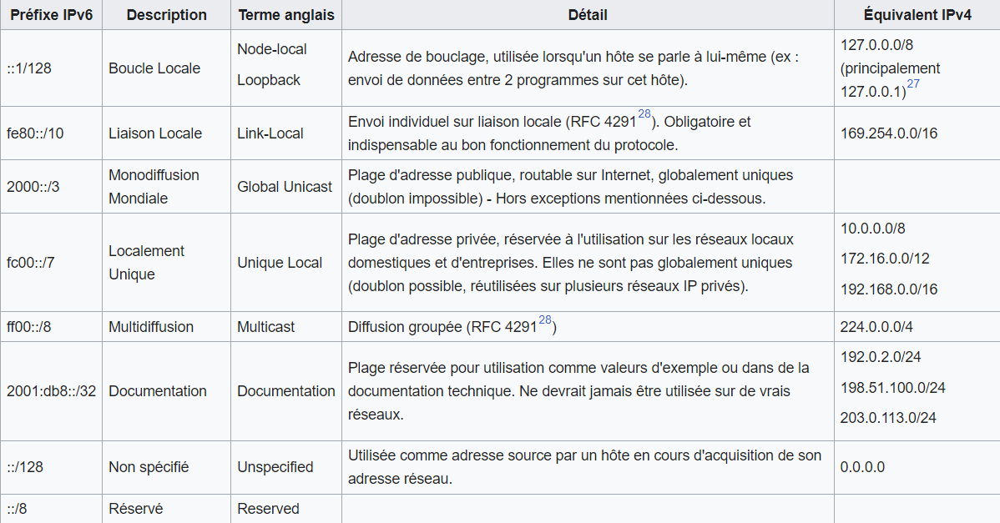 Préfixe IPv6 Description Terme anglais Détail Équivalent IPv4
::1/128 Boucle Locale
Node-local
Loopback
Adresse de bouclage, utilisée lorsqu'un hôte se parle à lui-même (ex :
envoi de données entre 2 programmes sur cet hôte).
127.0.0.0/8
(principalement
127.0.0.1)27
fe80::/10 Liaison Locale Link-Local
Envoi individuel sur liaison locale (RFC 429128). Obligatoire et
indispensable au bon fonctionnement du protocole.
169.254.0.0/16
2000::/3
Monodiffusion
Mondiale
Global Unicast
Plage d'adresse publique, routable sur Internet, globalement uniques
(doublon impossible) - Hors exceptions mentionnées ci-dessous.
fc00::/7
Localement
Unique
Unique Local
Plage d'adresse privée, réservée à l'utilisation sur les réseaux locaux
domestiques et d'entreprises. Elles ne sont pas globalement uniques
(doublon possible, réutilisées sur plusieurs réseaux IP privés).
10.0.0.0/8
172.16.0.0/12
192.168.0.0/16
ff00::/8 Multidiffusion Multicast Diffusion groupée (RFC 429128) 224.0.0.0/4
2001:db8::/32 Documentation Documentation
Plage réservée pour utilisation comme valeurs d'exemple ou dans de la
documentation technique. Ne devrait jamais être utilisée sur de vrais
réseaux.
192.0.2.0/24
198.51.100.0/24
203.0.113.0/24
::/128 Non spécifié Unspecified
Utilisée comme adresse source par un hôte en cours d'acquisition de son
adresse réseau.
0.0.0.0
::/8 Réservé Reserved